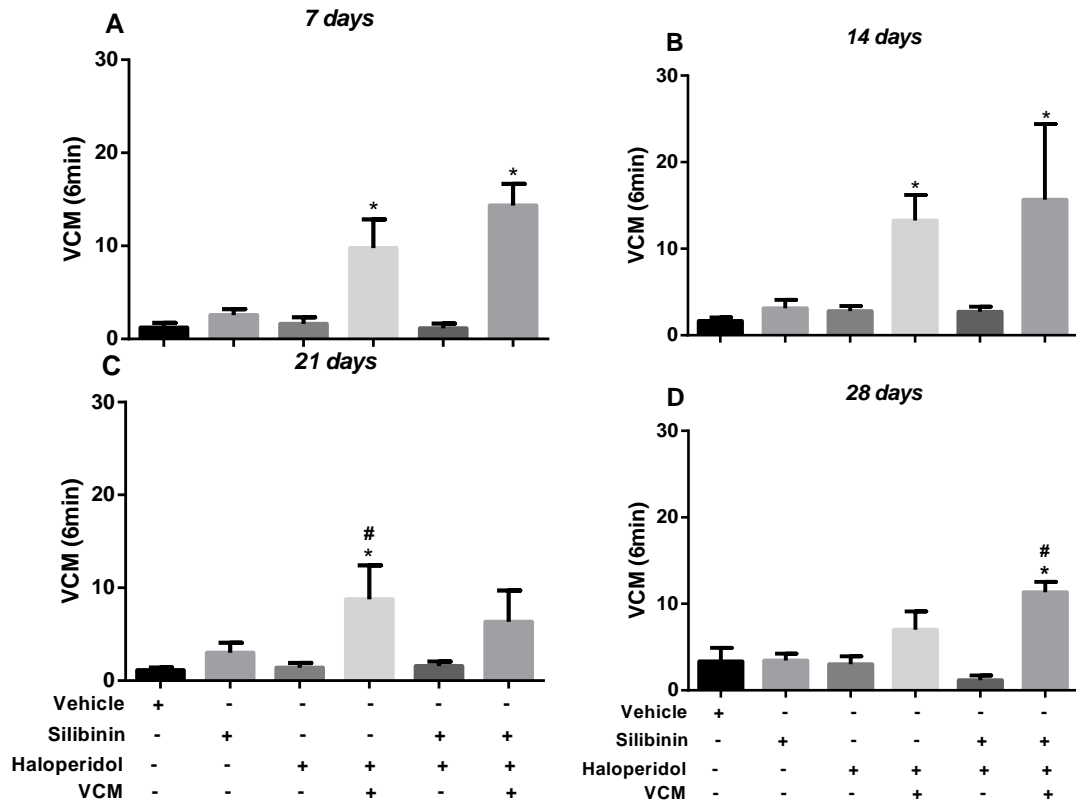 A
7 days
VCM (6min)
30
20
10
0
*
*
B
14 days
VCM (6min)
30
20
10
0
*
*
C
21 days
VCM (6min)
30
20
10
0
#
*
Vehicle + - - - - -
Silibinin - + - - + +
Haloperidol - - + + + +
VCM - - - + - +
D
28 days
VCM (6min)
30
20
10
0
#
*
Vehicle + - - - - -
Silibinin - + - - + +
Haloperidol - - + + + +
VCM - - - + - +